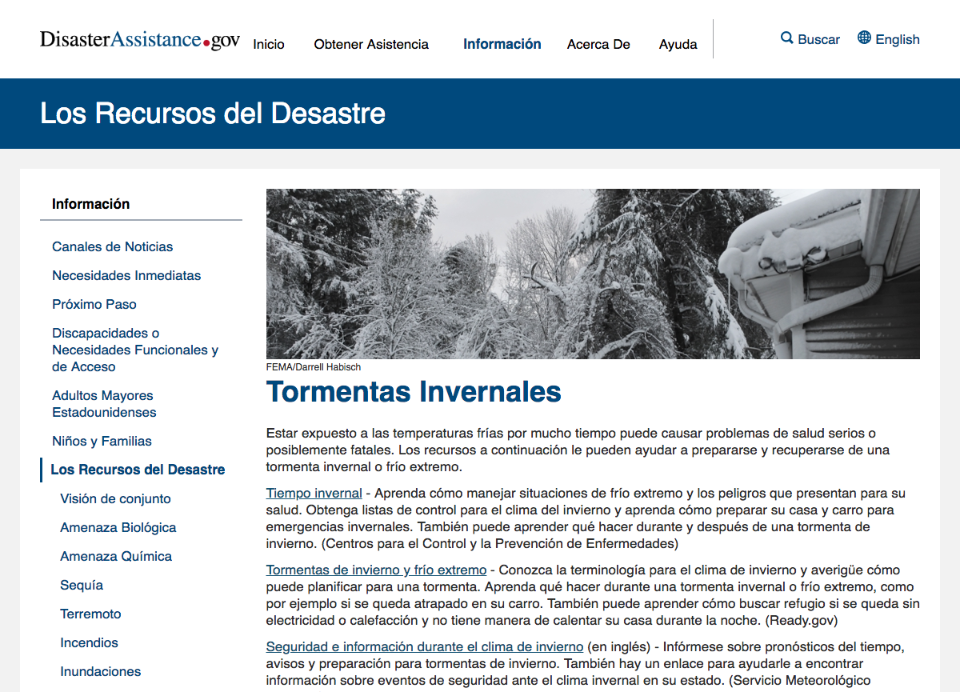 DisasterAssistance.gov Inicio Obtener Asistencia Información Acerca De Ayuda Buscar English
Los Recursos del Desastre
Información
Canales de Noticias
Necesidades Inmediatas
Próximo Paso
Discapacidades o
Necesidades Funcionales y
de Acceso
Adultos Mayores
Estadounidenses
Niños y Familias
Los Recursos del Desastre
Visión de conjunto
Amenaza Biológica
Amenaza Química
Sequía
Terremoto
Incendios
Inundaciones
FEMA/Darrell Habisch
Tormentas Invernales
Estar expuesto a las temperaturas frías por mucho tiempo puede causar problemas de salud serios o
posiblemente fatales. Los recursos a continuación le pueden ayudar a prepararse y recuperarse de una
tormenta invernal o frío extremo.
Tiempo invernal - Aprenda cómo manejar situaciones de frío extremo y los peligros que presentan para su
salud. Obtenga listas de control para el clima del invierno y aprenda cómo preparar su casa y carro para
emergencias invernales. También puede aprender qué hacer durante y después de una tormenta de
invierno. (Centros para el Control y la Prevención de Enfermedades)
Tormentas de invierno y frío extremo - Conozca la terminología para el clima de invierno y averigüe cómo
puede planificar para una tormenta. Aprenda qué hacer durante una tormenta invernal o frío extremo, como
por ejemplo si se queda atrapado en su carro. También puede aprender cómo buscar refugio si se queda sin
electricidad o calefacción y no tiene manera de calentar su casa durante la noche. (Ready.gov)
Seguridad e información durante el clima de invierno (en inglés) - Infórmese sobre pronósticos del tiempo,
avisos y preparación para tormentas de invierno. También hay un enlace para ayudarle a encontrar
información sobre eventos de seguridad ante el clima invernal en su estado. (Servicio Meteorológico